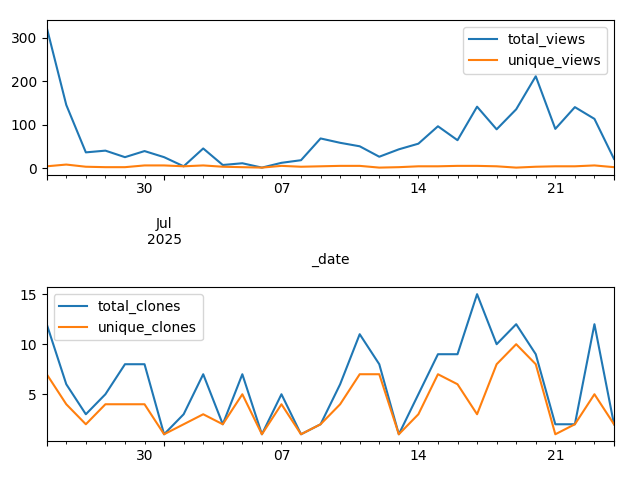 300
200
100
0
total_views
unique_views
30
07
14
21
Jul
2025
_date
15
10
5
total_clones
unique_clones
30
07
14
21